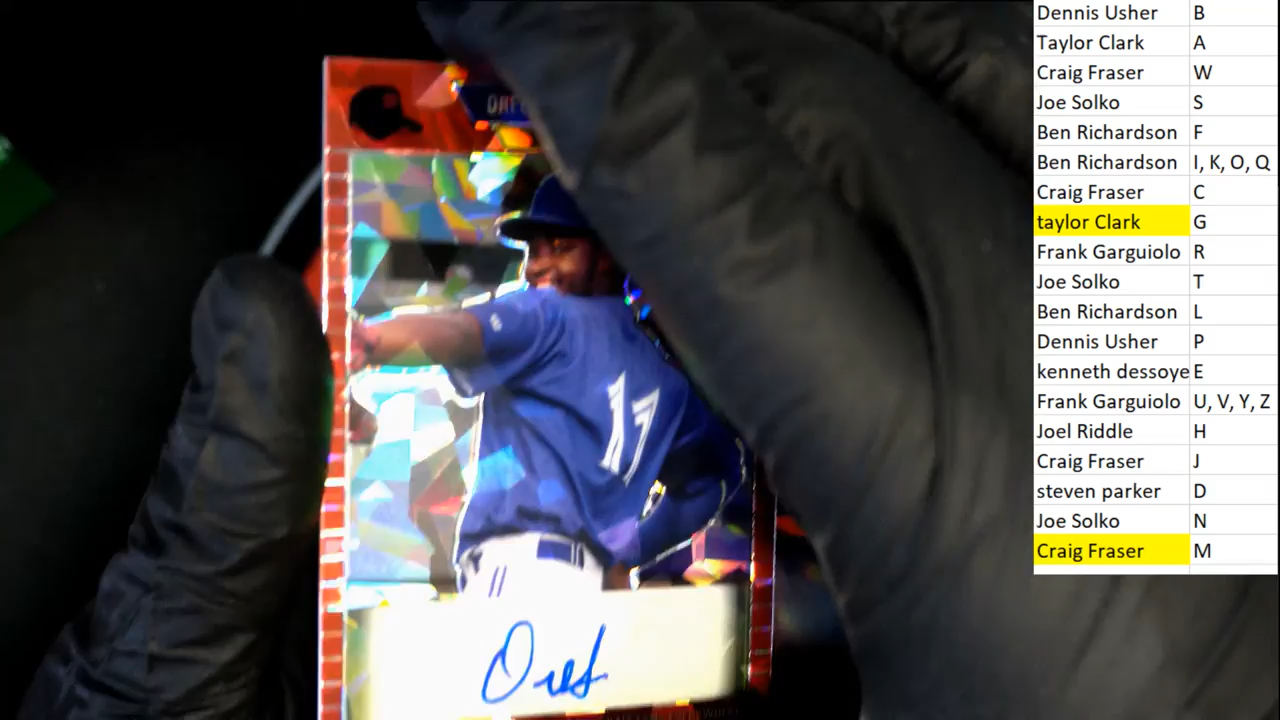 Dennis Usher B
Taylor Clark A
Craig Fraser W
Joe Solko S
Ben Richardson F
Ben Richardson I, K, O, Q
Craig Fraser C
taylor Clark G
Frank Garguiolo R
Joe Solko T
Ben Richardson L
Dennis Usher P
kenneth dessoye E
Frank Garguiolo U, V, Y, Z
Joel Riddle H
Craig Fraser J
steven parker D
Joe Solko N
Craig Fraser M
17